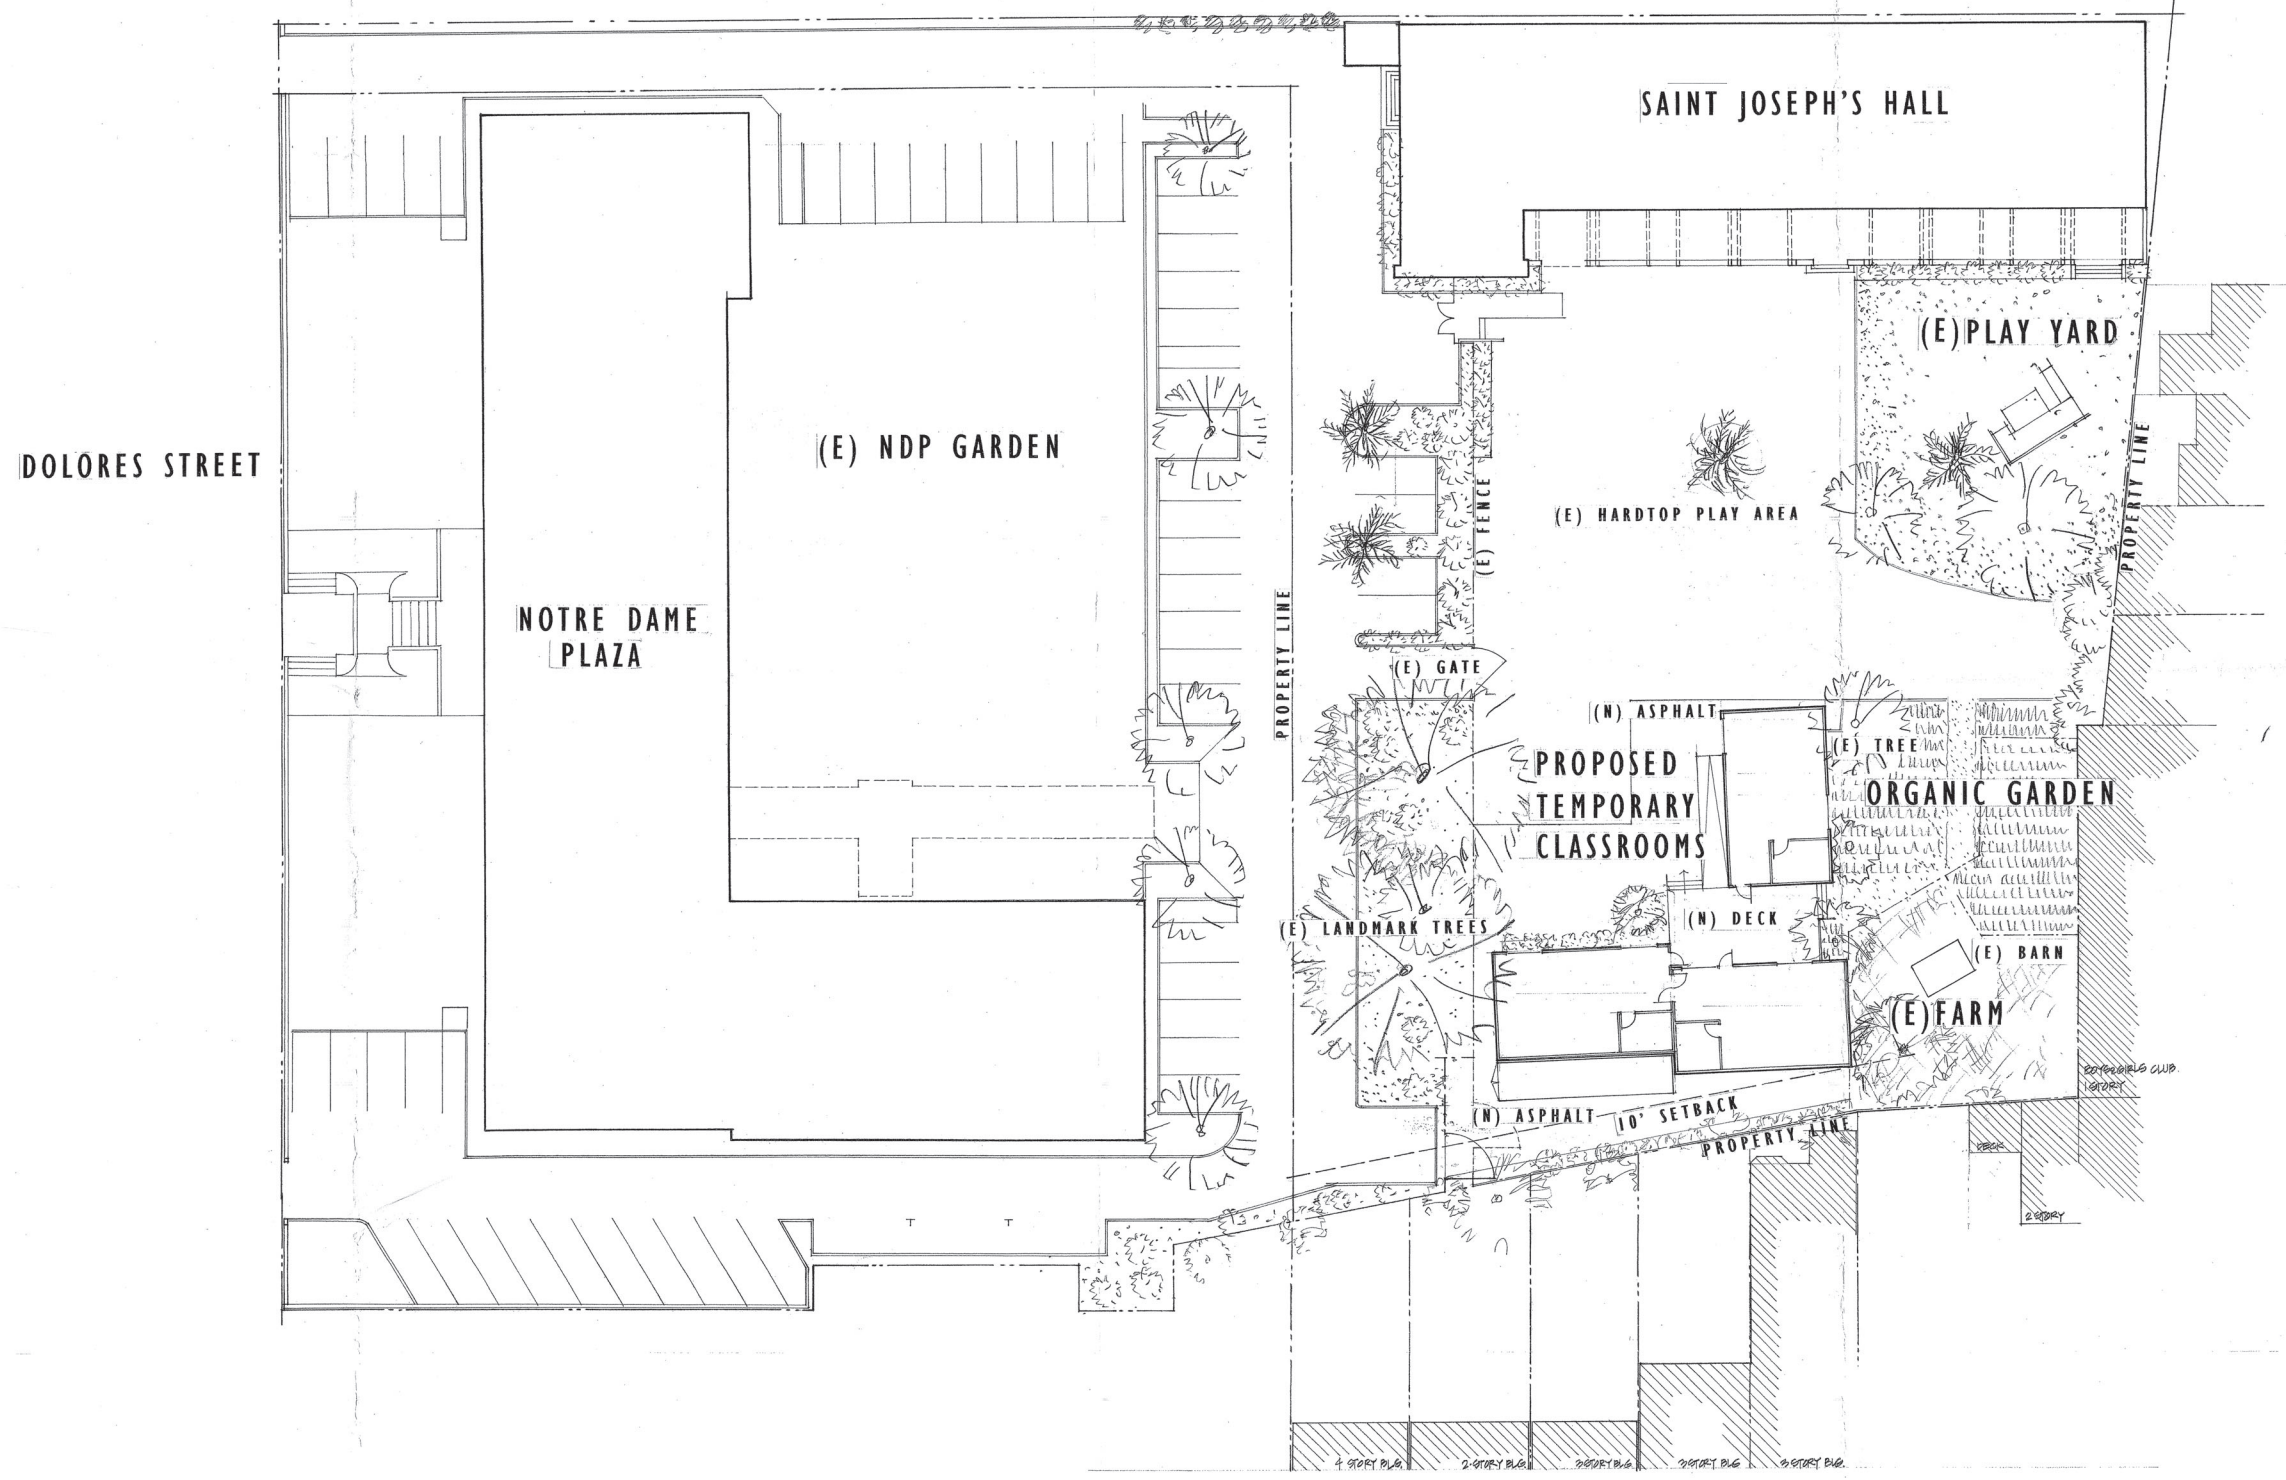 SAINT JOSEPH'S HALL
(E) PLAY YARD
DOLORES STREET
(E) NDP GARDEN
PROPERTY LINE
(E) FENCE
(E) HARDTOP PLAY AREA
NOTRE DAME
PLAZA
PROPERTY LINE
(E) GATE
(N) ASPHALT
(E) TREE
PROPOSED
TEMPORARY
CLASSROOMS
ORGANIC GARDEN
(N) DECK
(E) LANDMARK TREES
(E) BARN
(E) FARM
BOYS&GIRLS CLUB
1 STORY
(N) ASPHALT
10' SETBACK
PROPERTY LINE
DECK
2 STORY
4 STORY BLG.
2-STORY BLG.
3 STORY BLG
3 STORY BLG
3 STORY BLG.